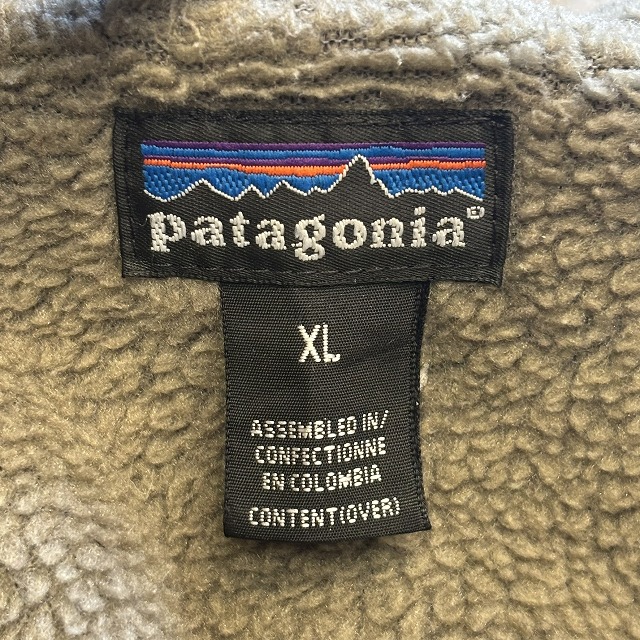 patagonia®
XL
ASSEMBLED IN/
CONFECTIONNE
EN COLOMBIA
CONTENT(OVER)